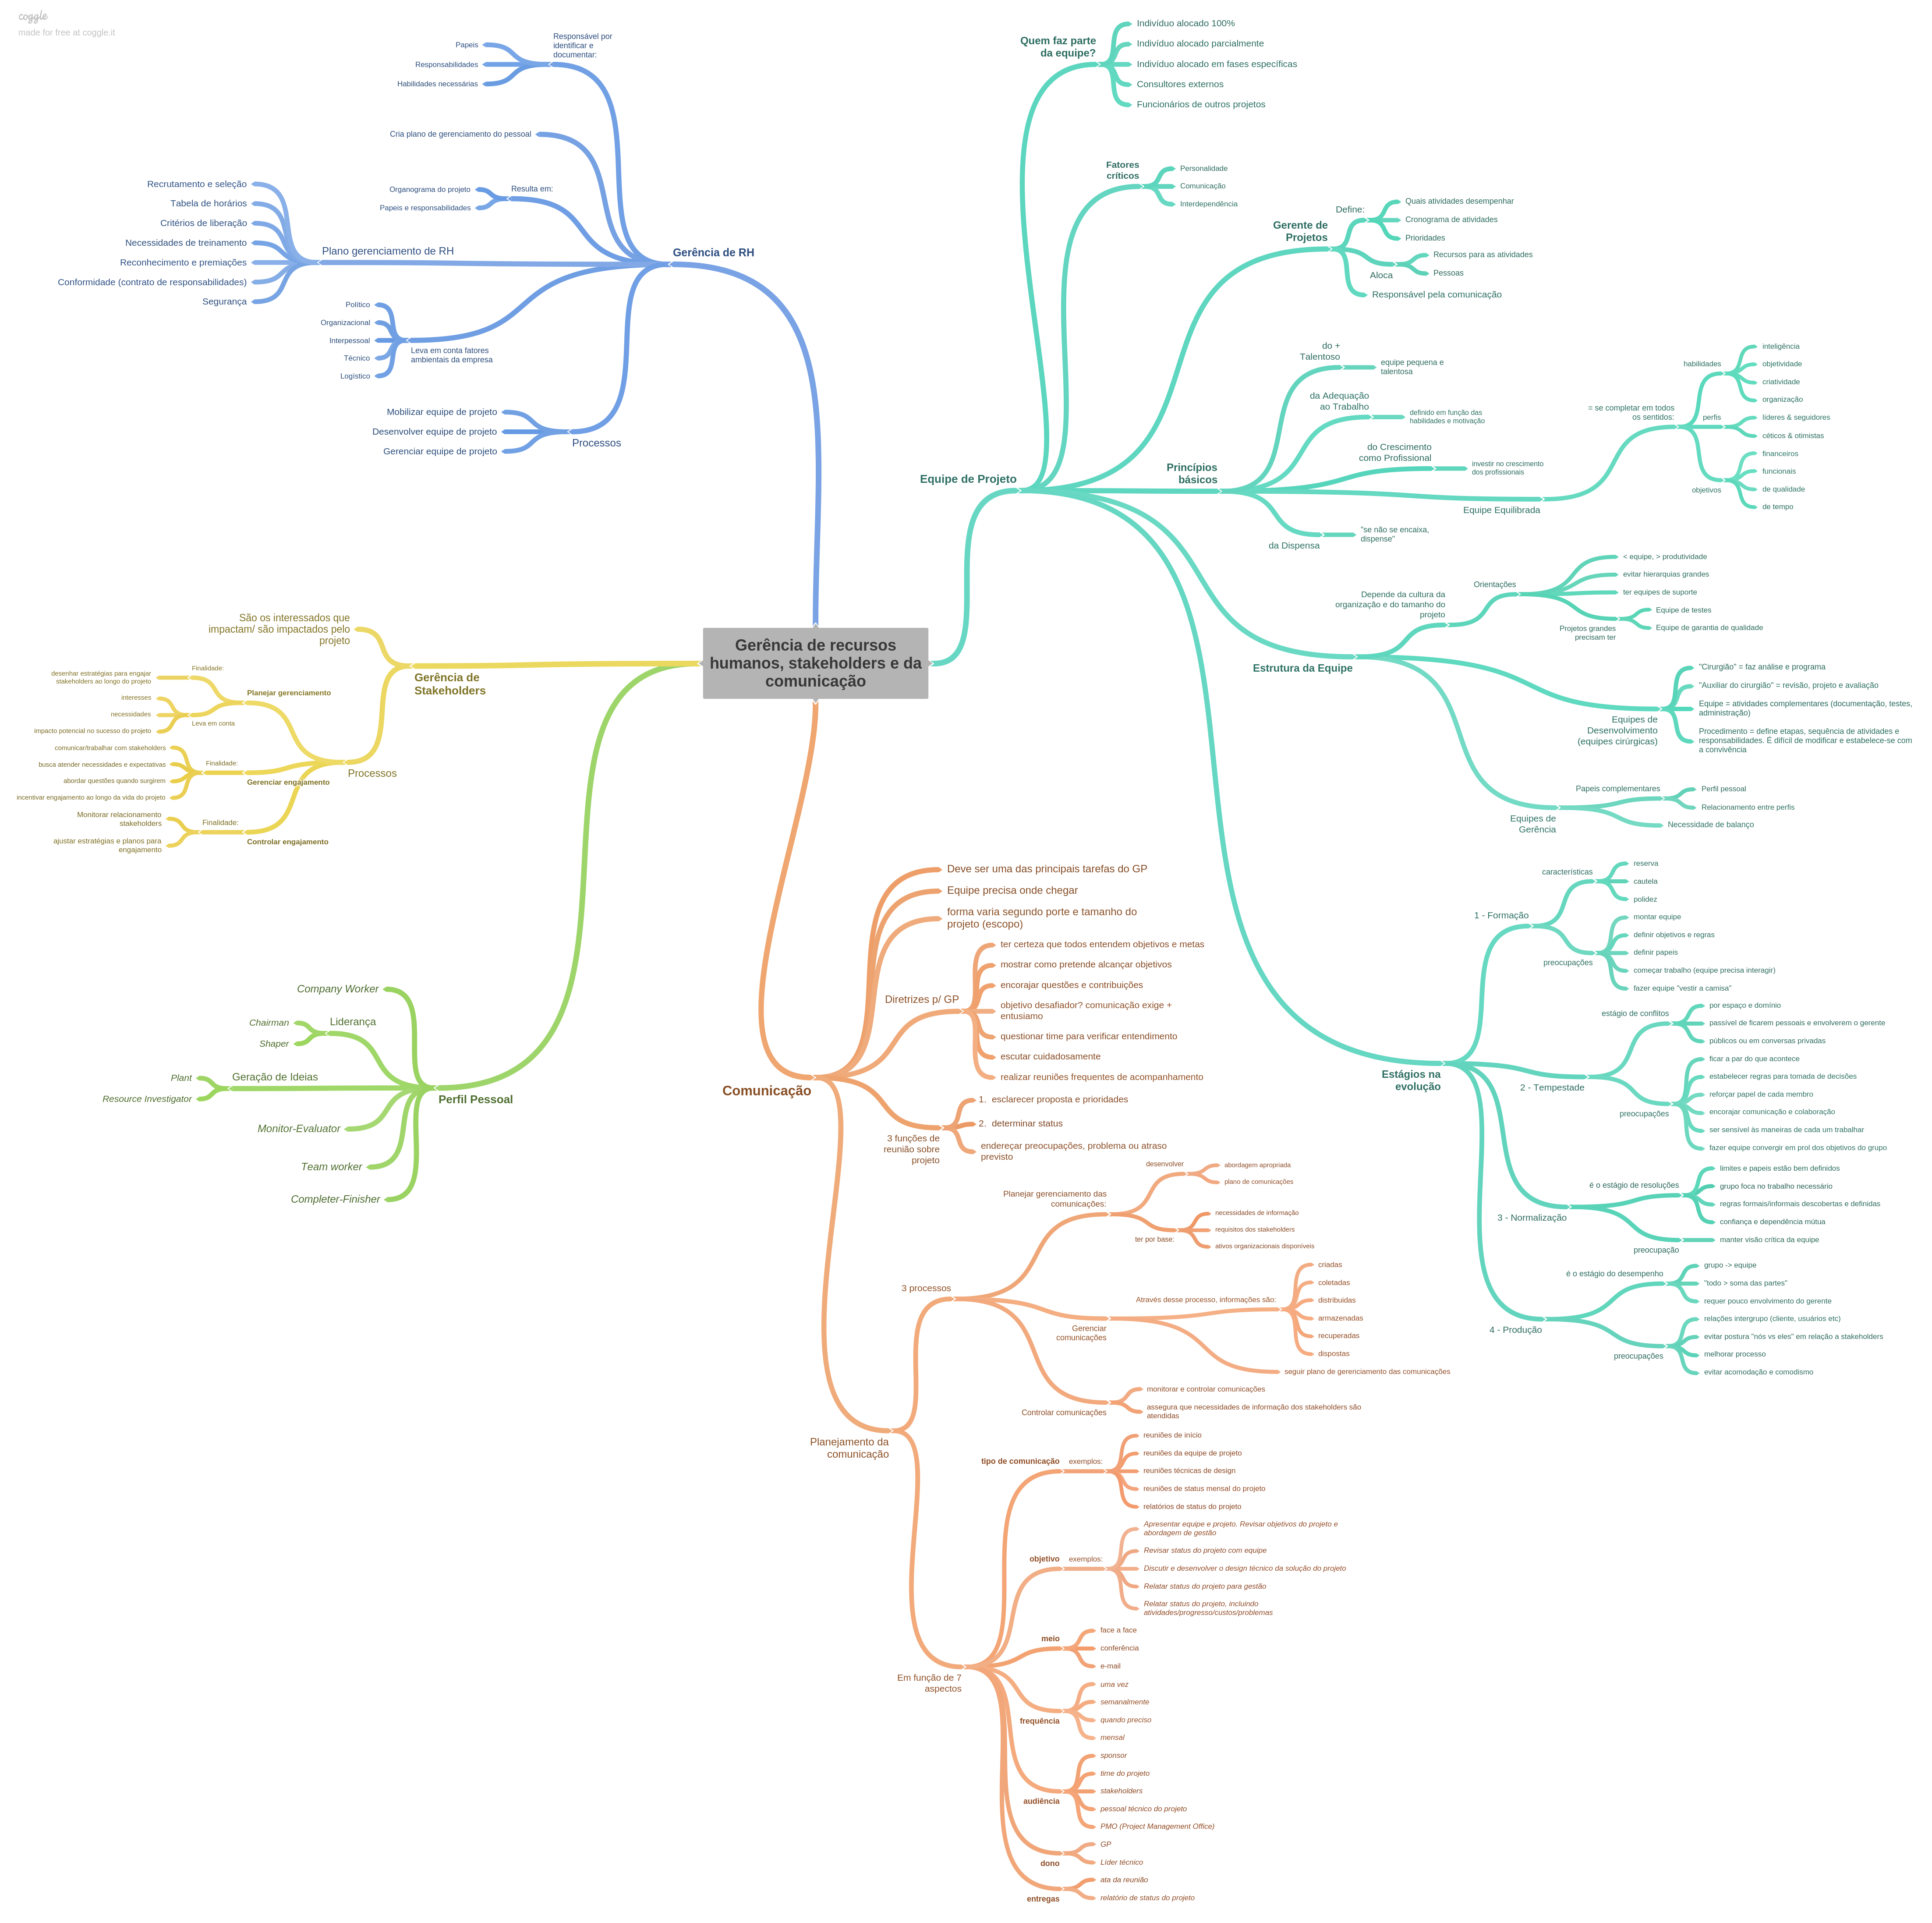 coggle
made for free at coggle.it
Gerência de recursos
humanos, stakeholders e da
comunicação
Gerência de RH
Responsável por
identificar e
documentar:
Papeis
Responsabilidades
Habilidades necessárias
Cria plano de gerenciamento do pessoal
Resulta em:
Organograma do projeto
Papeis e responsabilidades
Plano gerenciamento de RH
Recrutamento e seleção
Tabela de horários
Critérios de liberação
Necessidades de treinamento
Reconhecimento e premiações
Conformidade (contrato de responsabilidades)
Segurança
Leva em conta fatores
ambientais da empresa
Político
Organizacional
Interpessoal
Técnico
Logístico
Processos
Mobilizar equipe de projeto
Desenvolver equipe de projeto
Gerenciar equipe de projeto
Gerência de
Stakeholders
São os interessados que
impactam/ são impactados pelo
projeto
Processos
Planejar gerenciamento
Finalidade:
desenhar estratégias para engajar
stakeholders ao longo do projeto
Leva em conta
interesses
necessidades
impacto potencial no sucesso do projeto
Gerenciar engajamento
Finalidade:
comunicar/trabalhar com stakeholders
busca atender necessidades e expectativas
abordar questões quando surgirem
incentivar engajamento ao longo da vida do projeto
Controlar engajamento
Finalidade:
Monitorar relacionamento
stakeholders
ajustar estratégias e planos para
engajamento
Perfil Pessoal
Company Worker
Liderança
Chairman
Shaper
Geração de Ideias
Plant
Resource Investigator
Monitor-Evaluator
Team worker
Completer-Finisher
Equipe de Projeto
Quem faz parte
da equipe?
Indivíduo alocado 100%
Indivíduo alocado parcialmente
Indivíduo alocado em fases específicas
Consultores externos
Funcionários de outros projetos
Fatores
críticos
Personalidade
Comunicação
Interdependência
Gerente de
Projetos
Define:
Quais atividades desempenhar
Cronograma de atividades
Prioridades
Aloca
Recursos para as atividades
Pessoas
Responsável pela comunicação
Princípios
básicos
do +
Talentoso
equipe pequena e
talentosa
da Adequação
ao Trabalho
definido em função das
habilidades e motivação
do Crescimento
como Profissional
investir no crescimento
dos profissionais
Equipe Equilibrada
= se completar em todos
os sentidos:
habilidades
inteligência
objetividade
criatividade
organização
perfis
líderes & seguidores
céticos & otimistas
objetivos
financeiros
funcionais
de qualidade
de tempo
da Dispensa
"se não se encaixa,
dispense"
Estrutura da Equipe
Depende da cultura da
organização e do tamanho do
projeto
Orientações
< equipe, > produtividade
evitar hierarquias grandes
ter equipes de suporte
Projetos grandes
precisam ter
Equipe de testes
Equipe de garantia de qualidade
Equipes de
Desenvolvimento
(equipes cirúrgicas)
"Cirurgião" = faz análise e programa
"Auxiliar do cirurgião" = revisão, projeto e avaliação
Equipe = atividades complementares (documentação, testes,
administração)
Procedimento = define etapas, sequência de atividades e
responsabilidades. É difícil de modificar e estabelece-se com
a convivência
Equipes de
Gerência
Papeis complementares
Perfil pessoal
Relacionamento entre perfis
Necessidade de balanço
Estágios na
evolução
1 - Formação
características
reserva
cautela
polidez
preocupações
montar equipe
definir objetivos e regras
definir papeis
começar trabalho (equipe precisa interagir)
fazer equipe "vestir a camisa"
2 - Tempestade
estágio de conflitos
por espaço e domínio
passível de ficarem pessoais e envolverem o gerente
públicos ou em conversas privadas
preocupações
ficar a par do que acontece
estabelecer regras para tomada de decisões
reforçar papel de cada membro
encorajar comunicação e colaboração
ser sensível às maneiras de cada um trabalhar
fazer equipe convergir em prol dos objetivos do grupo
3 - Normalização
é o estágio de resoluções
limites e papeis estão bem definidos
grupo foca no trabalho necessário
regras formais/informais descobertas e definidas
confiança e dependência mútua
preocupação
manter visão crítica da equipe
4 - Produção
é o estágio do desempenho
grupo -> equipe
"todo > soma das partes"
requer pouco envolvimento do gerente
preocupações
relações intergrupo (cliente, usuários etc)
evitar postura "nós vs eles" em relação a stakeholders
melhorar processo
evitar acomodação e comodismo
Comunicação
Deve ser uma das principais tarefas do GP
Equipe precisa onde chegar
forma varia segundo porte e tamanho do
projeto (escopo)
Diretrizes p/ GP
ter certeza que todos entendem objetivos e metas
mostrar como pretende alcançar objetivos
encorajar questões e contribuições
objetivo desafiador? comunicação exige +
entusiamo
questionar time para verificar entendimento
escutar cuidadosamente
realizar reuniões frequentes de acompanhamento
3 funções de
reunião sobre
projeto
1. esclarecer proposta e prioridades
2. determinar status
endereçar preocupações, problema ou atraso
previsto
Planejamento da
comunicação
3 processos
Planejar gerenciamento das
comunicações:
desenvolver
abordagem apropriada
plano de comunicações
ter por base:
necessidades de informação
requisitos dos stakeholders
ativos organizacionais disponíveis
Gerenciar
comunicações
Através desse processo, informações são:
criadas
coletadas
distribuidas
armazenadas
recuperadas
dispostas
seguir plano de gerenciamento das comunicações
Controlar comunicações
monitorar e controlar comunicações
assegura que necessidades de informação dos stakeholders são
atendidas
Em função de 7
aspectos
tipo de comunicação
exemplos:
reuniões de início
reuniões da equipe de projeto
reuniões técnicas de design
reuniões de status mensal do projeto
relatórios de status do projeto
objetivo
exemplos:
Apresentar equipe e projeto. Revisar objetivos do projeto e
abordagem de gestão
Revisar status do projeto com equipe
Discutir e desenvolver o design técnico da solução do projeto
Relatar status do projeto para gestão
Relatar status do projeto, incluindo
atividades/progresso/custos/problemas
meio
face a face
conferência
e-mail
frequência
uma vez
semanalmente
quando preciso
mensal
audiência
sponsor
time do projeto
stakeholders
pessoal técnico do projeto
PMO (Project Management Office)
dono
GP
Líder técnico
entregas
ata da reunião
relatório de status do projeto